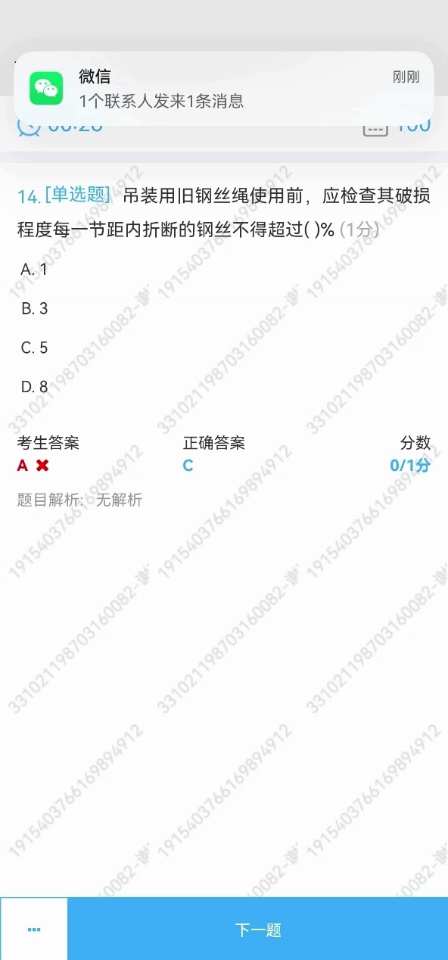 微信
刚刚
1个联系人发来1条消息
14.[单选题] 吊装用旧钢丝绳使用前，应检查其破损
程度每一节距内折断的钢丝不得超过( )% (1分)
A. 1
B. 3
C. 5
D. 8
考生答案 正确答案 分数
A ✖ C 0/1分
题目解析： 无解析
下一题